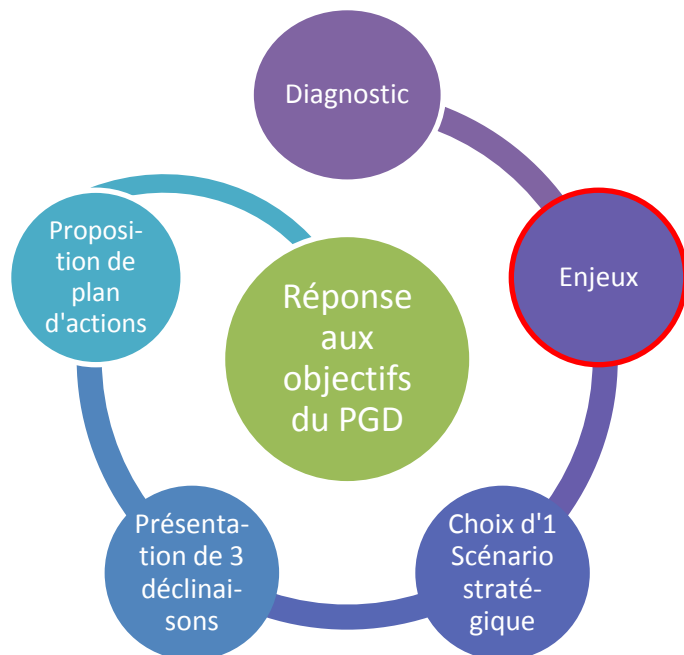 Diagnostic
Enjeux
Choix d'1
Scénario
straté-
gique
Présenta-
tion de 3
déclinai-
sons
Proposi-
tion de
plan
d'actions
Réponse
aux
objectifs
du PGD